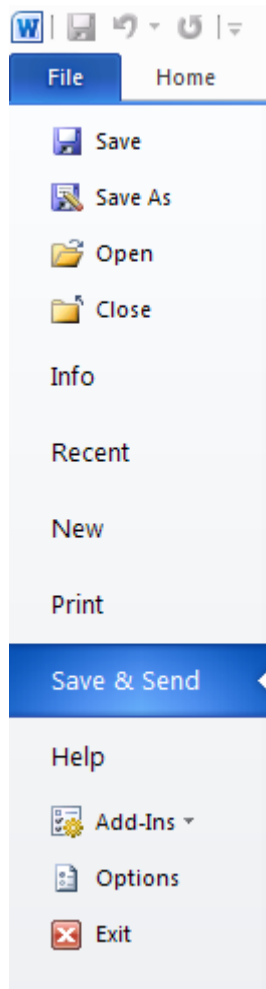 W
File Home
Save
Save As
Open
Close
Info
Recent
New
Print
Save & Send
Help
Add-Ins
Options
Exit